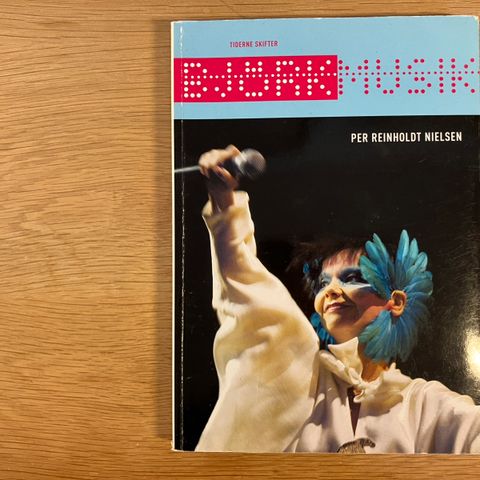 TIDERNE SKIFTER
BJÖRKMUSIK
PER REINHOLDT NIELSEN